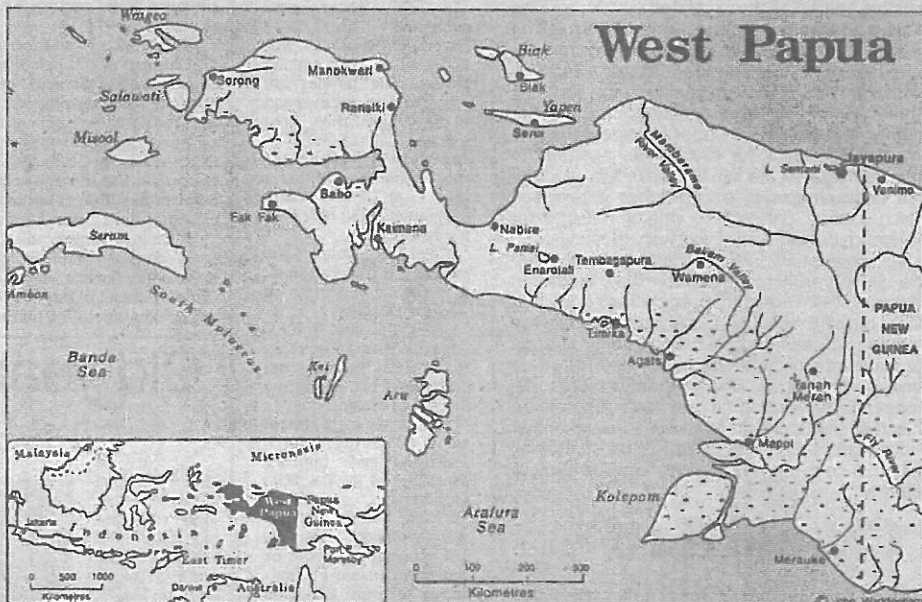 West Papua
Waigeo
Biak
Manokwari
Sorong
Biak
Salawati
Ransiki
Yapen
Serui
Misool
Mamberamo
River Valley
Jayapura
L. Sentani
Vanimo
Babo
Fak Fak
Kaimana
Nabire
Seram
L. Paniai
Enarotali
Tembagapura
Baliem Valley
Wamena
Ambon
South Moluccas
PAPUA
NEW
GUINEA
Timika
Banda
Sea
Kei
Agats
Aru
Tanah
Merah
Mappi
Fly River
Malaysia
Micronesia
Kolepom
West
Papua
Papua
New
Guinea
Jakarta
Indonesia
Arafura
Sea
East Timor
Port
Moresby
Merauke
0 500 1000
Kilometres
Darwin
Australia
0 100 200 300
Kilometres